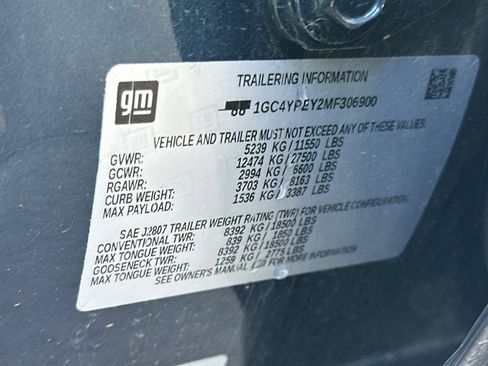 TRAILERING INFORMATION
gm
1GC4YPEY2MF306900
VEHICLE AND TRAILER MUST NOT EXCEED ANY OF THESE VALUES:
GVWR: 5239 KG / 11550 LBS
GCWR: 12474 KG / 27500 LBS
RGAWR: 2994 KG / 6600 LBS
CURB WEIGHT: 3703 KG / 8163 LBS
MAX PAYLOAD: 1536 KG / 3387 LBS
SAE J2807 TRAILER WEIGHT RATING (TWR) FOR VEHICLE CONFIGURATION:
CONVENTIONAL TWR: 8392 KG / 18500 LBS
MAX TONGUE WEIGHT: 839 KG / 1850 LBS
GOOSENECK TWR: 8392 KG / 18500 LBS
MAX TONGUE WEIGHT: 1259 KG / 2775 LBS
SEE OWNER'S MANUAL FOR MORE INFORMATION.